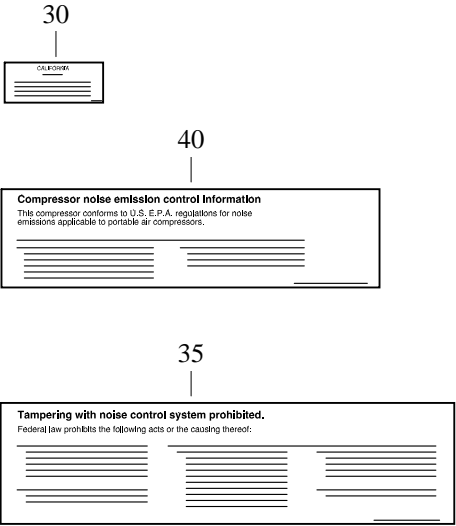 30
CALIFORNIA
40
Compressor noise emission control information
This compressor conforms to U.S. E.P.A. regulations for noise
emissions applicable to portable air compressors.
35
Tampering with noise control system prohibited.
Federal law prohibits the following acts or the causing thereof: